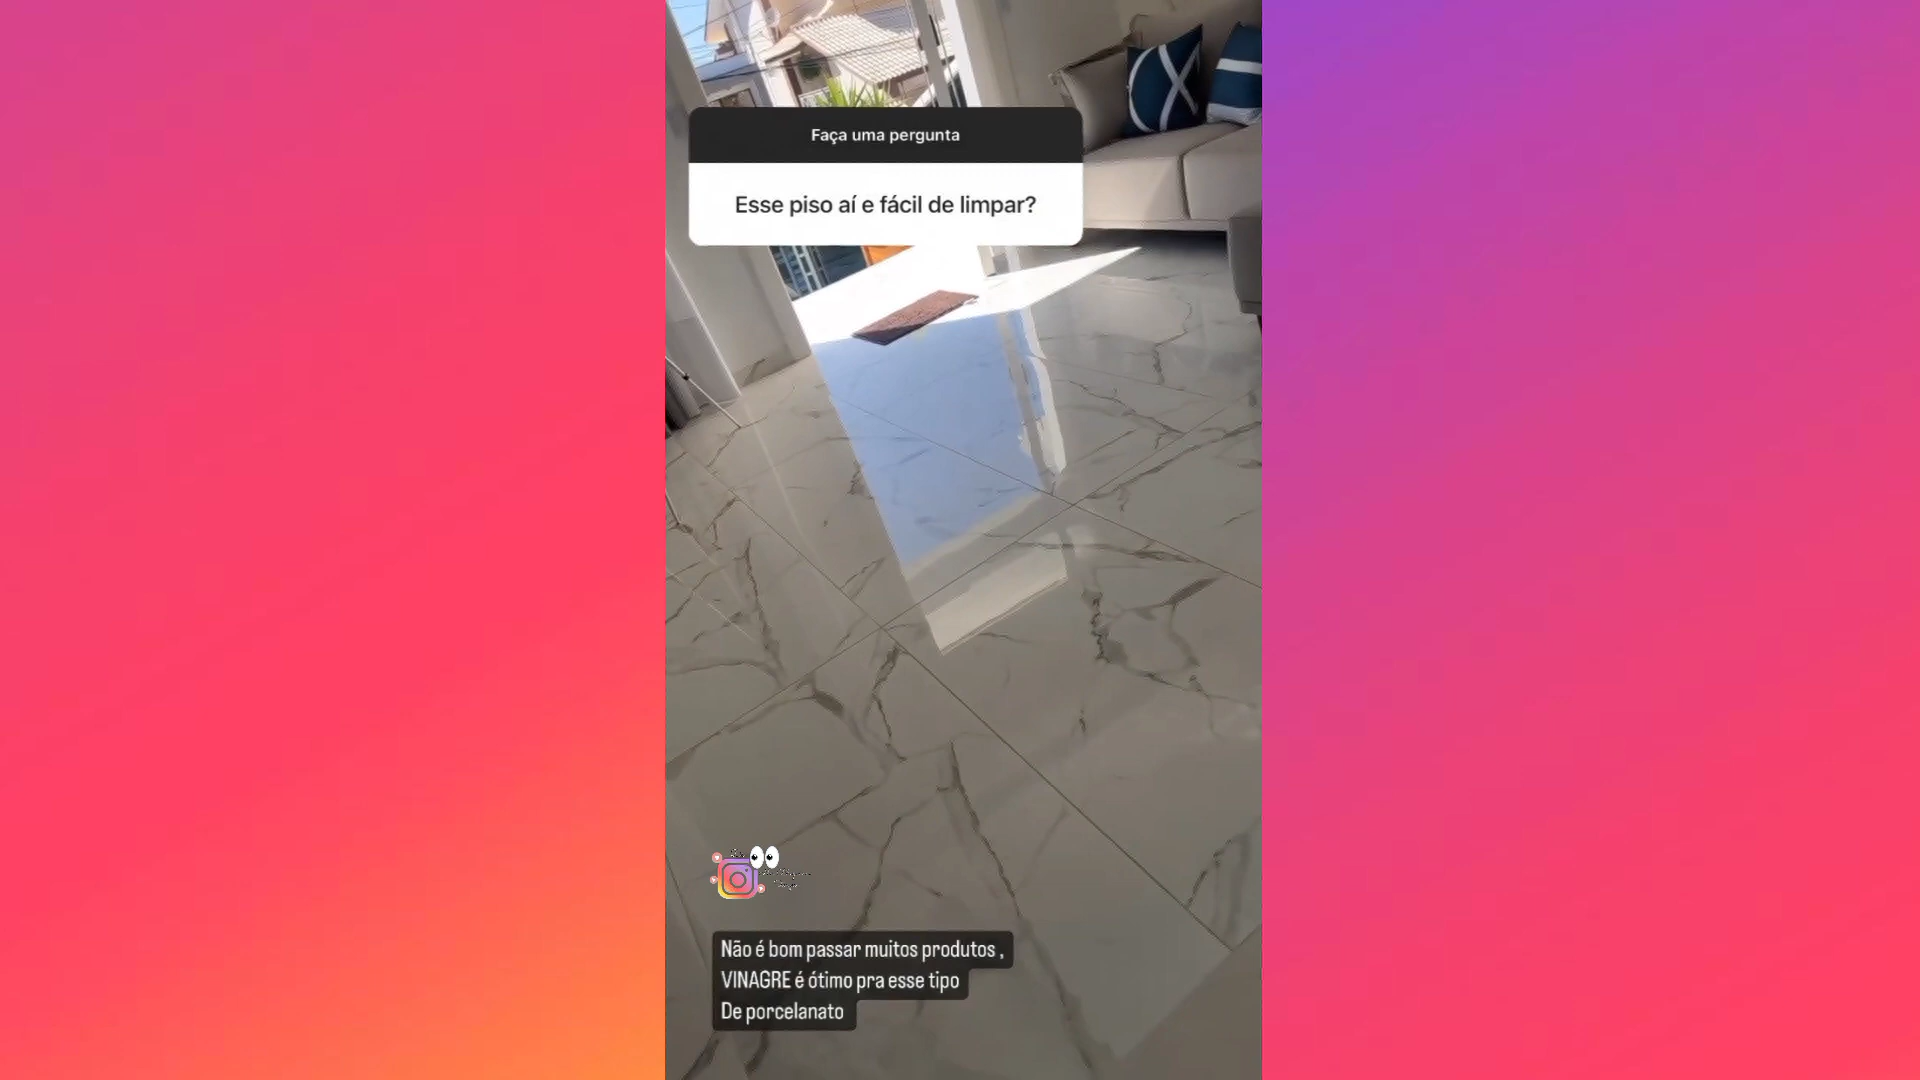 Faça uma pergunta
Esse piso aí e fácil de limpar?
Não é bom passar muitos produtos ,
VINAGRE é ótimo pra esse tipo
De porcelanato